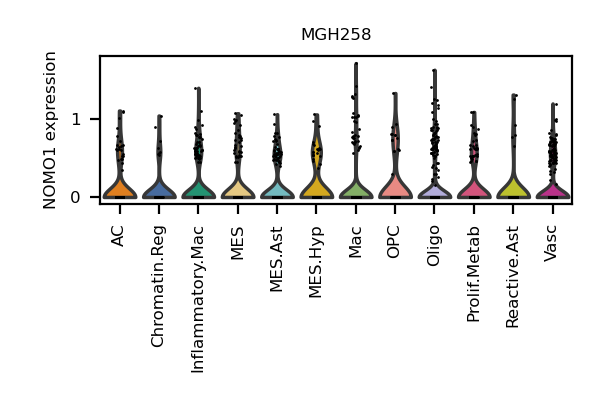 MGH258
NOMO1 expression
1
0
AC
Chromatin.Reg
Inflammatory.Mac
MES
MES.Ast
MES.Hyp
Mac
OPC
Oligo
Prolif.Metab
Reactive.Ast
Vasc